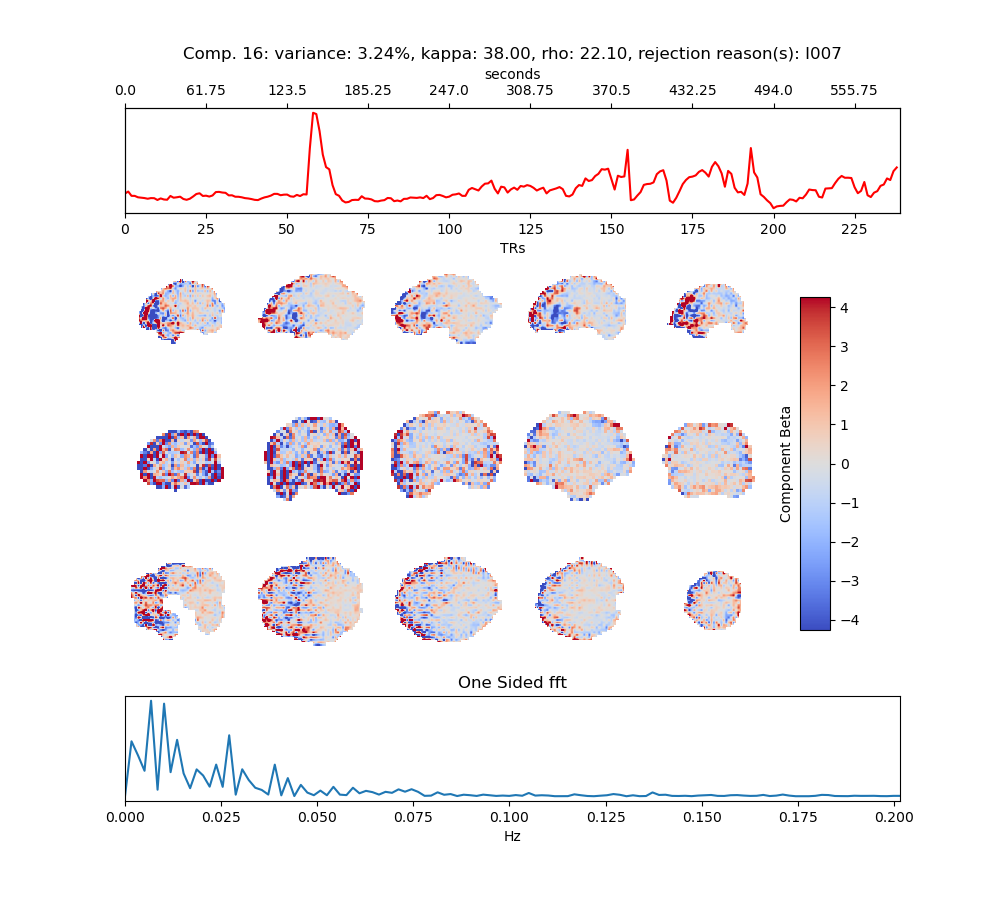 Comp. 16: variance: 3.24%, kappa: 38.00, rho: 22.10, rejection reason(s): I007
seconds
0.0 61.75 123.5 185.25 247.0 308.75 370.5 432.25 494.0 555.75
0 25 50 75 100 125 150 175 200 225
TRs
4
3
2
1
0
−1
−2
−3
−4
Component Beta
One Sided fft
0.000 0.025 0.050 0.075 0.100 0.125 0.150 0.175 0.200
Hz